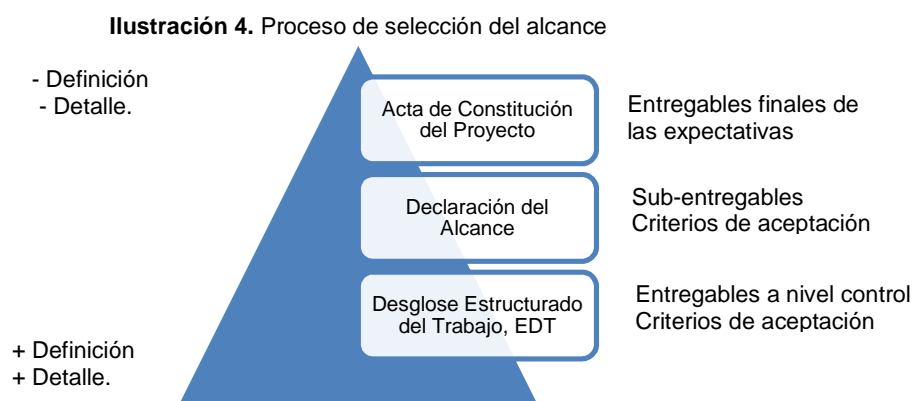 Ilustración 4. Proceso de selección del alcance
- Definición
- Detalle.
Acta de Constitución
del Proyecto
Entregables finales de
las expectativas
Declaración del
Alcance
Sub-entregables
Criterios de aceptación
Desglose Estructurado
del Trabajo, EDT
Entregables a nivel control
Criterios de aceptación
+ Definición
+ Detalle.